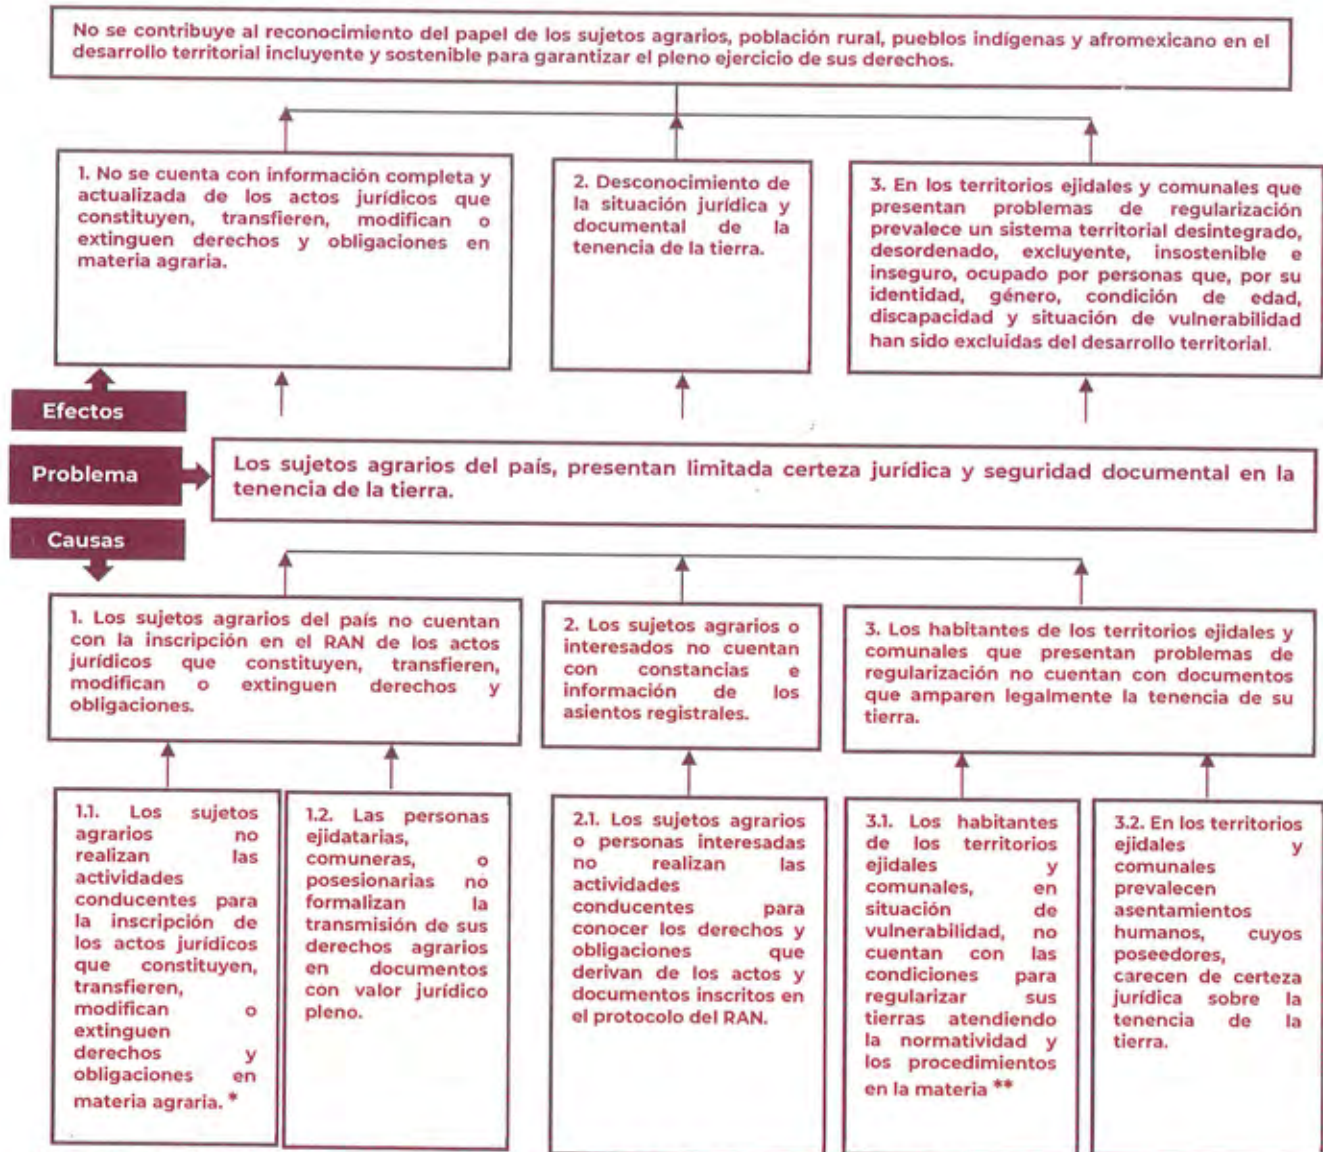 No se contribuye al reconocimiento del papel de los sujetos agrarios, población rural, pueblos indígenas y afromexicano en el
desarrollo territorial incluyente y sostenible para garantizar el pleno ejercicio de sus derechos.
1. No se cuenta con información completa y
actualizada de los actos jurídicos que
constituyen, transfieren, modifican o
extinguen derechos y obligaciones en
materia agraria.
2. Desconocimiento de
la situación jurídica y
documental de la
tenencia de la tierra.
3. En los territorios ejidales y comunales que
presentan problemas de regularización
prevalece un sistema territorial desintegrado,
desordenado, excluyente, insostenible e
inseguro, ocupado por personas que, por su
identidad, género, condición de edad,
discapacidad y situación de vulnerabilidad
han sido excluidas del desarrollo territorial.
Efectos
Problema
Los sujetos agrarios del país, presentan limitada certeza jurídica y seguridad documental en la
tenencia de la tierra.
Causas
1. Los sujetos agrarios del país no cuentan
con la inscripción en el RAN de los actos
jurídicos que constituyen, transfieren,
modifican o extinguen derechos y
obligaciones.
2. Los sujetos agrarios o
interesados no cuentan
con constancias e
información de los
asientos registrales.
3. Los habitantes de los territorios ejidales y
comunales que presentan problemas de
regularización no cuentan con documentos
que amparen legalmente la tenencia de su
tierra.
1.1. Los sujetos
agrarios no
realizan las
actividades
conducentes para
la inscripción de
los actos jurídicos
que constituyen,
transfieren,
modifican o
extinguen
derechos y
obligaciones en
materia agraria. *
1.2. Las personas
ejidatarias,
comuneras, o
posesionarias no
formalizan la
transmisión de sus
derechos agrarios
en documentos
con valor jurídico
pleno.
2.1. Los sujetos agrarios
o personas interesadas
no realizan las
actividades
conducentes para
conocer los derechos y
obligaciones que
derivan de los actos y
documentos inscritos en
el protocolo del RAN.
3.1. Los habitantes
de los territorios
ejidales y
comunales, en
situación de
vulnerabilidad, no
cuentan con las
condiciones para
regularizar sus
tierras atendiendo
la normatividad y
los procedimientos
en la materia **
3.2. En los territorios
ejidales y
comunales
prevalecen
asentamientos
humanos, cuyos
poseedores,
carecen de certeza
jurídica sobre la
tenencia de la
tierra.